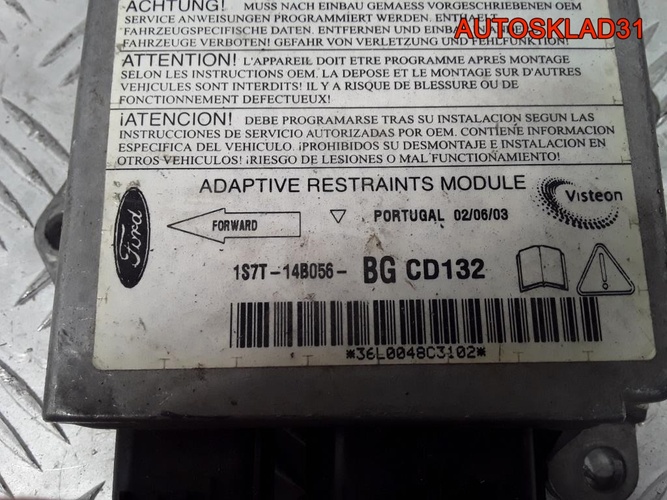 ACHTUNG! MUSS NACH EINBAU GEMAESS VORGESCHRIEBENEN OEM
SERVICE ANWEISUNGEN PROGRAMMIERT WERDEN. ENTHAELT
FAHRZEUGSPEZIFISCHE DATEN. ENTFERNEN UND EINBAU
FAHRZEUGE VERBOTEN! GEFAHR VON VERLETZUNG UND FEHLFUNKTION!
AUTOSKLAD31
ATTENTION! L'APPAREIL DOIT ETRE PROGRAMME APRES MONTAGE
SELON LES INSTRUCTIONS OEM. LA DEPOSE ET LE MONTAGE SUR D'AUTRES
VEHICULES SONT INTERDITS! IL Y A RISQUE DE BLESSURE OU DE
FONCTIONNEMENT DEFECTUEUX!
¡ATENCION! DEBE PROGRAMARSE TRAS SU INSTALACION SEGUN LAS
INSTRUCCIONES DE SERVICIO AUTORIZADAS POR OEM. CONTIENE INFORMACION
ESPECIFICA DEL VEHICULO. ¡PROHIBIDOS SU DESMONTAJE E INSTALACION EN
OTROS VEHICULOS! ¡RIESGO DE LESIONES O MAL FUNCTIONAMIENTO!
ADAPTIVE RESTRAINTS MODULE
Visteon
Ford
FORWARD
PORTUGAL 02/06/03
1S7T-14B056- BG CD132
*36L0048C3102*